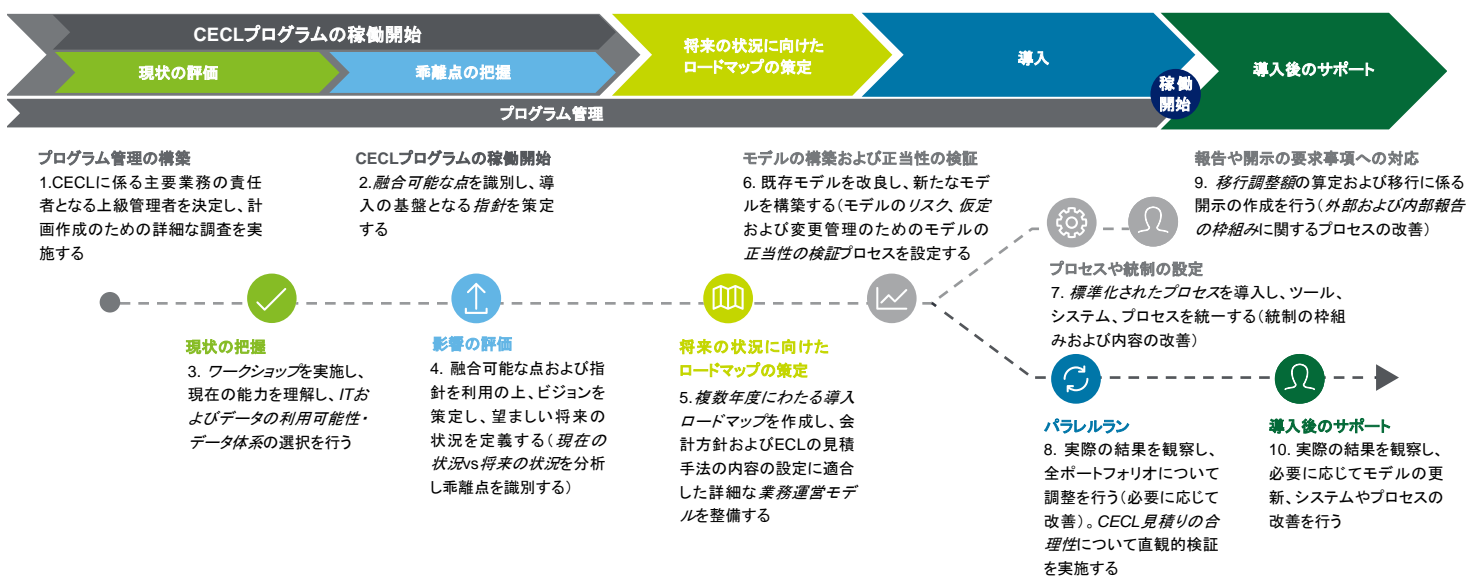 CECLプログラムの稼働開始
現状の評価
乖離点の把握
将来の状況に向けた
ロードマップの策定
導入
稼働
開始
導入後のサポート
プログラム管理
プログラム管理の構築
1.CECLに係る主要業務の責任
者となる上級管理者を決定し、計
画作成のための詳細な調査を実
施する
CECLプログラムの稼働開始
2.融合可能な点を識別し、導
入の基盤となる指針を策定
する
モデルの構築および正当性の検証
6. 既存モデルを改良し、新たなモデ
ルを構築する(モデルのリスク、仮定
および変更管理のためのモデルの
正当性の検証プロセスを設定する
報告や開示の要求事項への対応
9. 移行調整額の算定および移行に係る
開示の作成を行う(外部および内部報告
の枠組みに関するプロセスの改善)
プロセスや統制の設定
7. 標準化されたプロセスを導入し、ツール、
システム、プロセスを統一する(統制の枠組
みおよび内容の改善)
現状の把握
3. ワークショップを実施し、
現在の能力を理解し、ITお
よびデータの利用可能性・
データ体系の選択を行う
影響の評価
4. 融合可能な点および指
針を利用の上、ビジョンを
策定し、望ましい将来の
状況を定義する(現在の
状況vs将来の状況を分析
し乖離点を識別する)
将来の状況に向けた
ロードマップの策定
5.複数年度にわたる導入
ロードマップを作成し、会
計方針およびECLの見積
手法の内容の設定に適合
した詳細な業務運営モデ
ルを整備する
パラレルラン
8. 実際の結果を観察し、
全ポートフォリオについて
調整を行う(必要に応じて
改善)。CECL見積りの合
理性について直観的検証
を実施する
導入後のサポート
10. 実際の結果を観察し、
必要に応じてモデルの更
新、システムやプロセスの
改善を行う